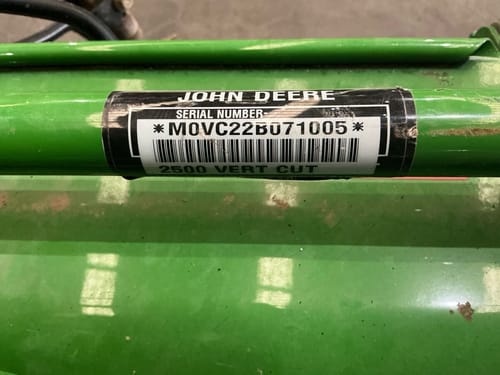 JOHN DEERE
SERIAL NUMBER
*M0VC22B071005*
2500 VERT CUT